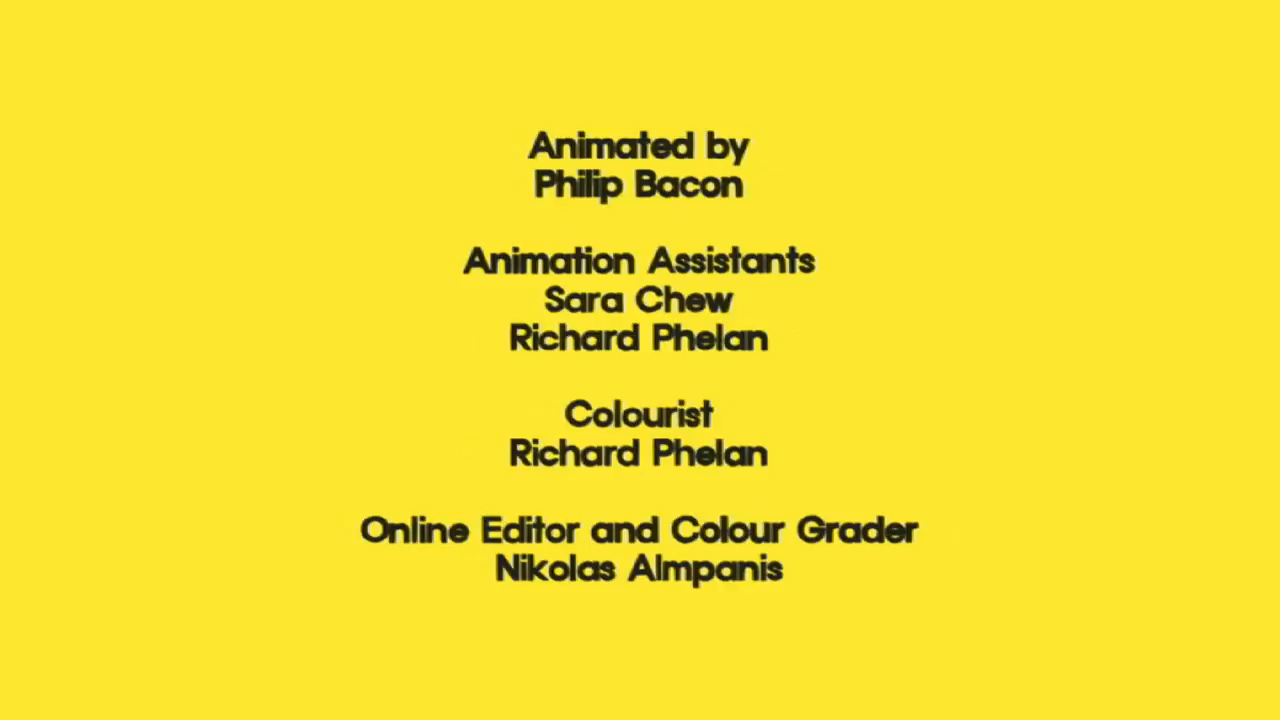 Animated by
Philip Bacon
Animation Assistants
Sara Chew
Richard Phelan
Colourist
Richard Phelan
Online Editor and Colour Grader
Nikolas Almpanis